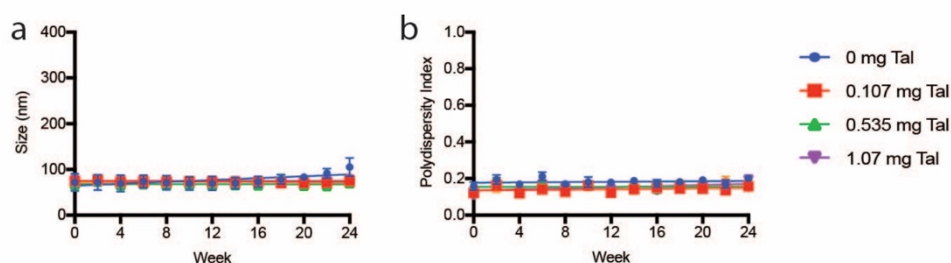 a
400
300
200
100
0
Size (nm)
0 4 8 12 16 20 24
Week
b
1.0
0.8
0.6
0.4
0.2
0.0
Polydispersity Index
0 4 8 12 16 20 24
Week
0 mg Tal
0.107 mg Tal
0.535 mg Tal
1.07 mg Tal